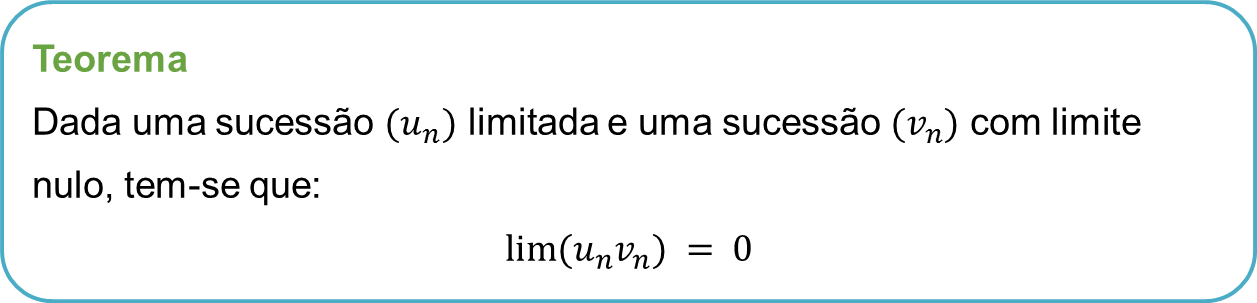 Teorema
Dada uma sucessão (uₙ) limitada e uma sucessão (vₙ) com limite
nulo, tem-se que:
lim(uₙvₙ) = 0